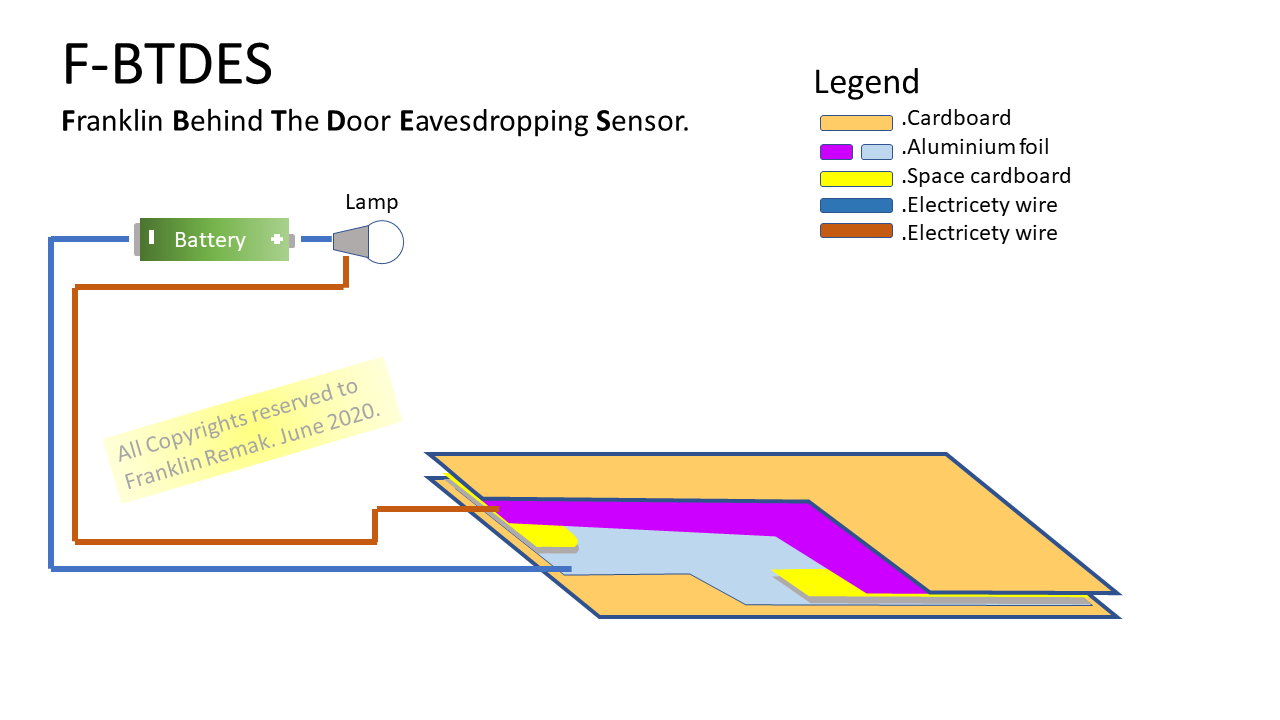 F-BTDES
Franklin Behind The Door Eavesdropping Sensor.
Legend
.Cardboard
.Aluminium foil
.Space cardboard
.Electricety wire
.Electricety wire
Lamp
Battery
All Copyrights reserved to
Franklin Remak. June 2020.